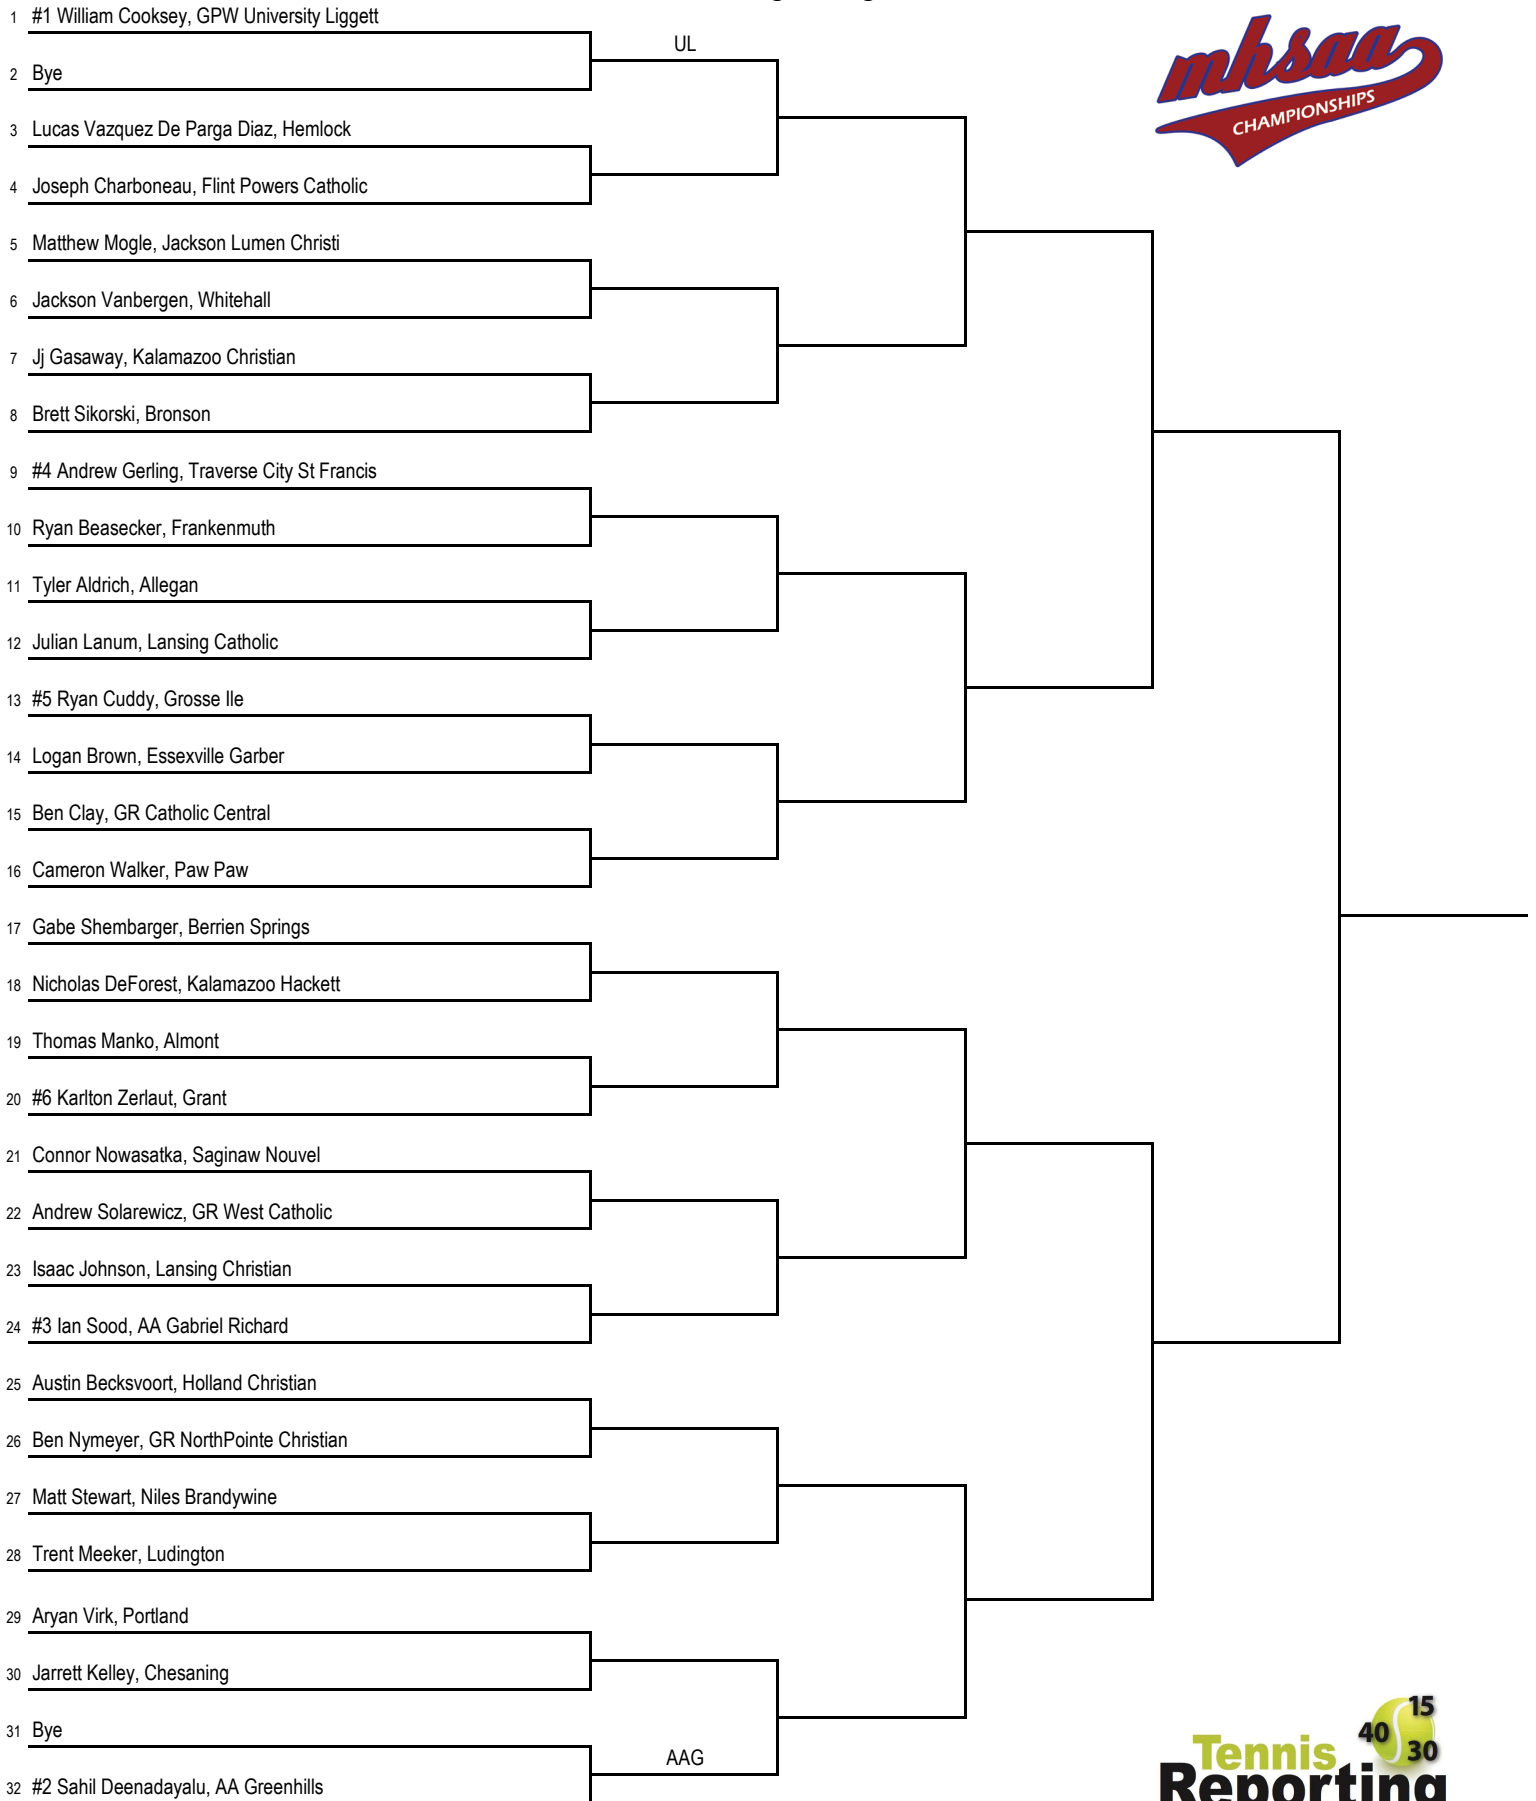 1 #1 William Cooksey, GPW University Liggett
UL
2 Bye
3 Lucas Vazquez De Parga Diaz, Hemlock
4 Joseph Charboneau, Flint Powers Catholic
5 Matthew Mogle, Jackson Lumen Christi
6 Jackson Vanbergen, Whitehall
7 Jj Gasaway, Kalamazoo Christian
8 Brett Sikorski, Bronson
9 #4 Andrew Gerling, Traverse City St Francis
10 Ryan Beasecker, Frankenmuth
11 Tyler Aldrich, Allegan
12 Julian Lanum, Lansing Catholic
13 #5 Ryan Cuddy, Grosse Ile
14 Logan Brown, Essexville Garber
15 Ben Clay, GR Catholic Central
16 Cameron Walker, Paw Paw
17 Gabe Shembarger, Berrien Springs
18 Nicholas DeForest, Kalamazoo Hackett
19 Thomas Manko, Almont
20 #6 Karlton Zerlaut, Grant
21 Connor Nowasatka, Saginaw Nouvel
22 Andrew Solarewicz, GR West Catholic
23 Isaac Johnson, Lansing Christian
24 #3 Ian Sood, AA Gabriel Richard
25 Austin Becksvoort, Holland Christian
26 Ben Nymeyer, GR NorthPointe Christian
27 Matt Stewart, Niles Brandywine
28 Trent Meeker, Ludington
29 Aryan Virk, Portland
30 Jarrett Kelley, Chesaning
31 Bye
AAG
32 #2 Sahil Deenadayalu, AA Greenhills
mhsaa
CHAMPIONSHIPS
15
40
30
Tennis
Reporting